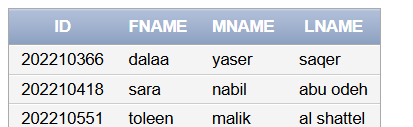 ID FNAME MNAME LNAME
202210366 dalaa yaser saqer
202210418 sara nabil abu odeh
202210551 toleen malik al shattel